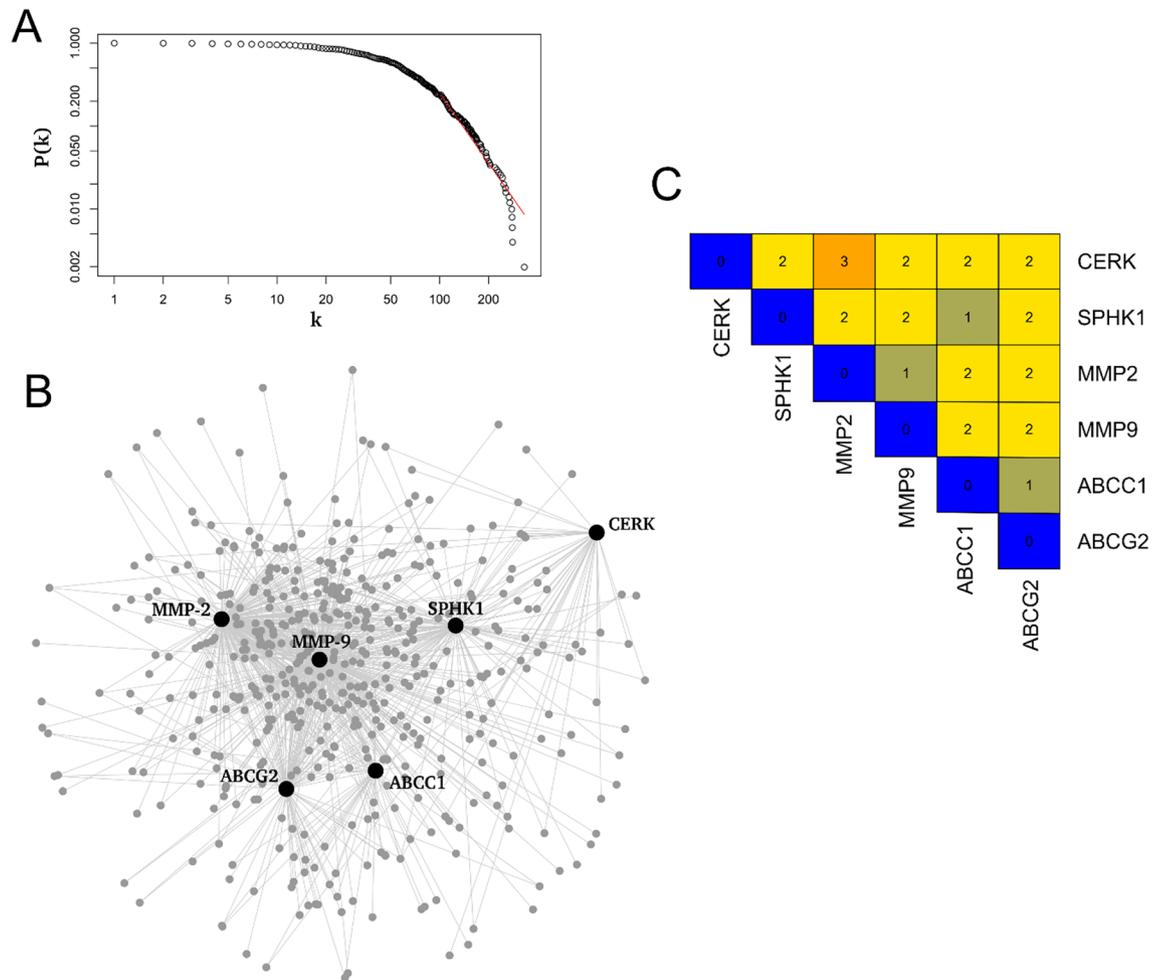 A
P(k)
1.000
0.200
0.050
0.010
0.002
1 2 5 10 20 50 100 200
k
B
CERK
MMP-2
SPHK1
MMP-9
ABCG2
ABCC1
C
0 2 3 2 2 2 CERK
0 2 2 1 2 SPHK1
0 1 2 2 MMP2
0 2 2 MMP9
0 1 ABCC1
0 ABCG2
CERK
SPHK1
MMP2
MMP9
ABCC1
ABCG2